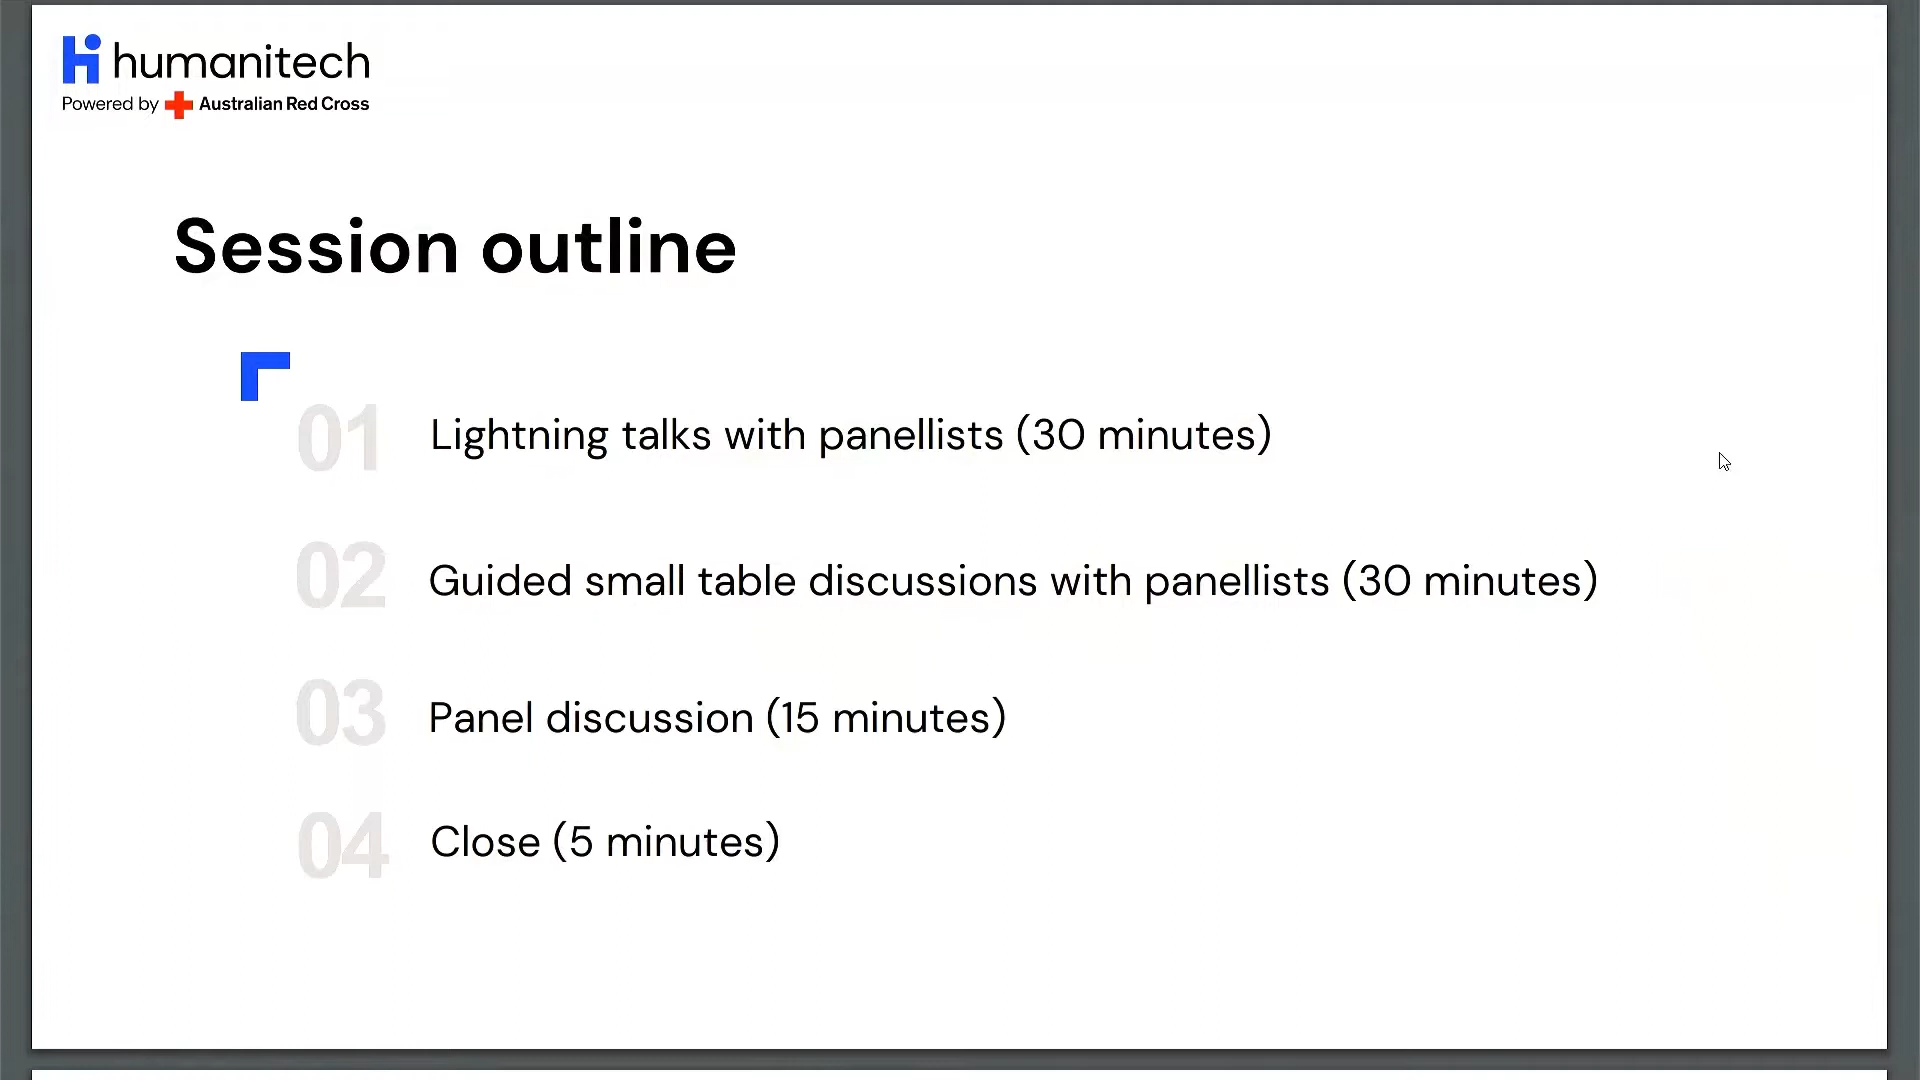 humanitech
Powered by Australian Red Cross
Session outline
01 Lightning talks with panellists (30 minutes)
02 Guided small table discussions with panellists (30 minutes)
03 Panel discussion (15 minutes)
04 Close (5 minutes)